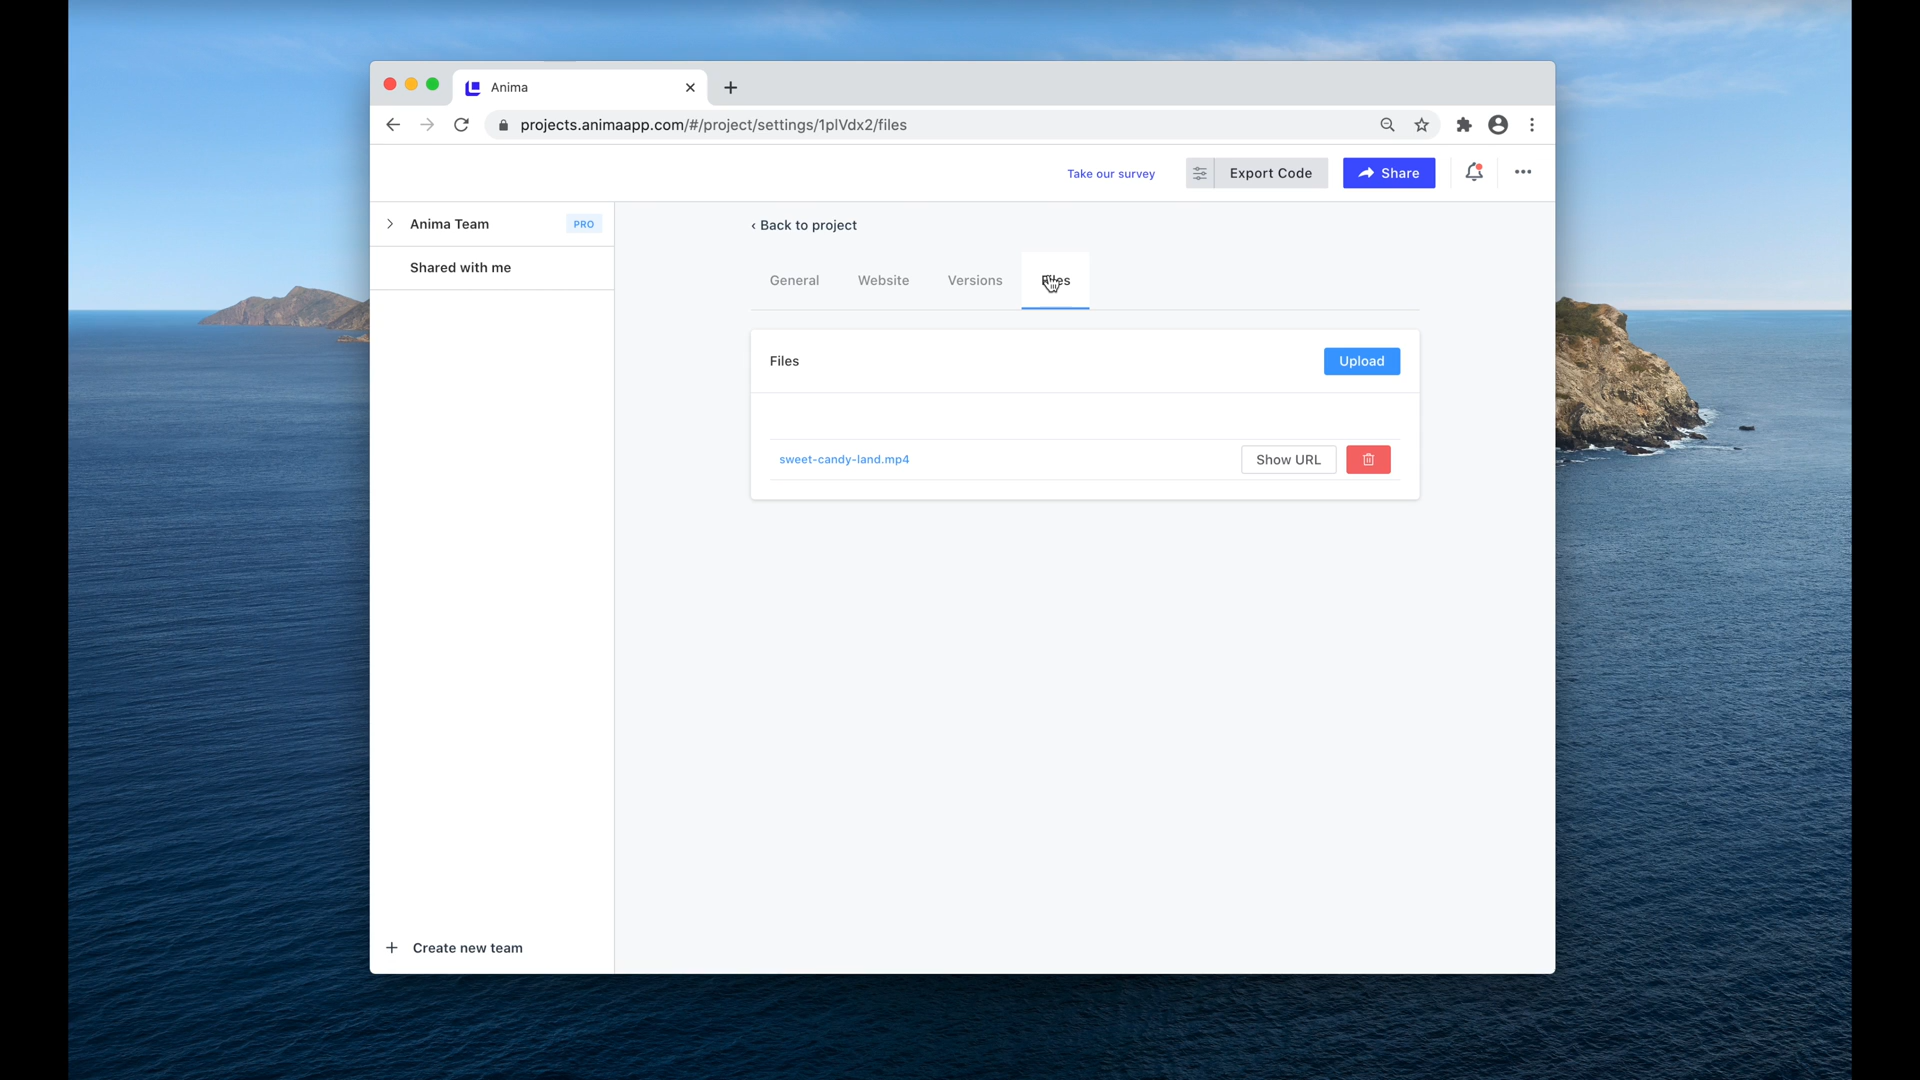 Anima
projects.animaapp.com/#/project/settings/1plVdx2/files
Take our survey
Export Code
Share
Anima Team
PRO
‹ Back to project
Shared with me
General
Website
Versions
Files
Files
Upload
sweet-candy-land.mp4
Show URL
Create new team